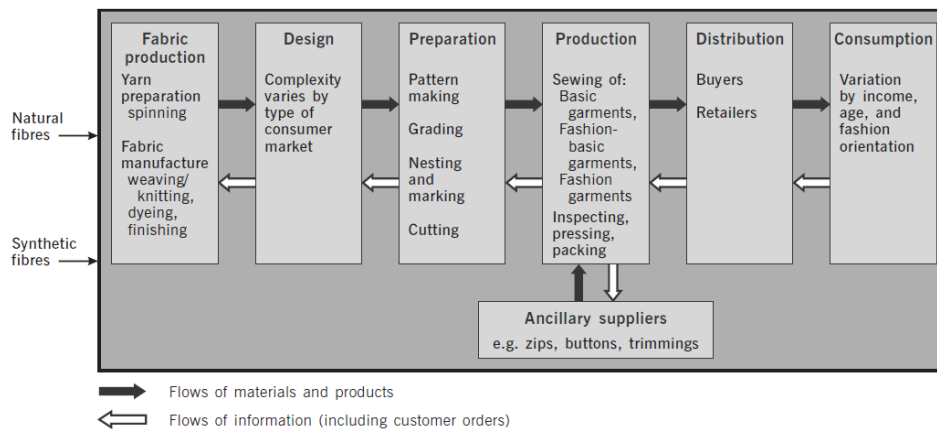 Natural
fibres
Synthetic
fibres
Fabric
production
Yarn
preparation
spinning
Fabric
manufacture
weaving/
knitting,
dyeing,
finishing
Design
Complexity
varies by
type of
consumer
market
Preparation
Pattern
making
Grading
Nesting
and
marking
Cutting
Production
Sewing of:
Basic
garments,
Fashion-
basic
garments,
Fashion
garments
Inspecting,
pressing,
packing
Distribution
Buyers
Retailers
Consumption
Variation
by income,
age, and
fashion
orientation
Ancillary suppliers
e.g. zips, buttons, trimmings
Flows of materials and products
Flows of information (including customer orders)